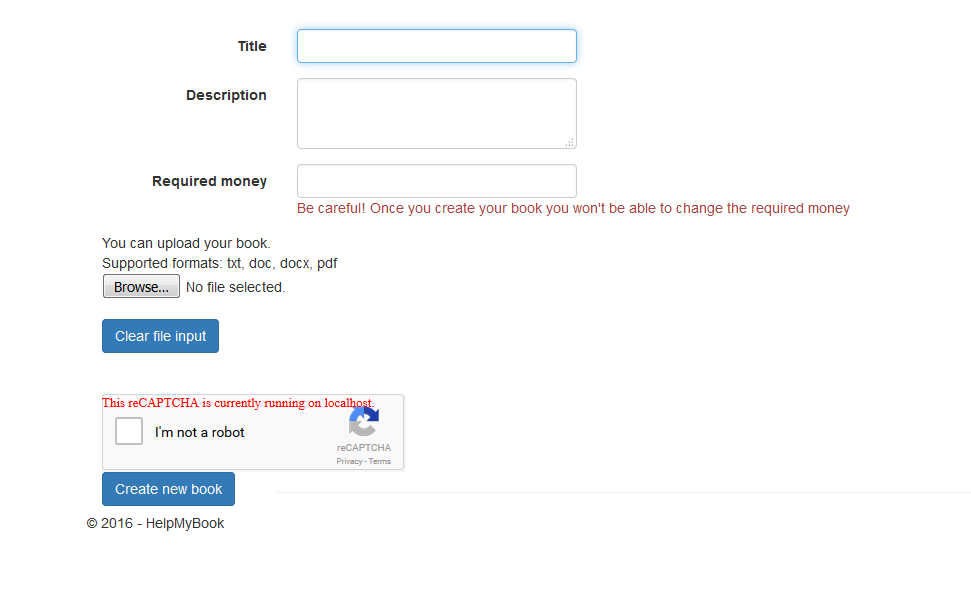 Title
Description
Required money
Be careful! Once you create your book you won't be able to change the required money
You can upload your book.
Supported formats: txt, doc, docx, pdf
Browse... No file selected.
Clear file input
This reCAPTCHA is currently running on localhost.
I'm not a robot
reCAPTCHA
Privacy - Terms
Create new book
© 2016 - HelpMyBook